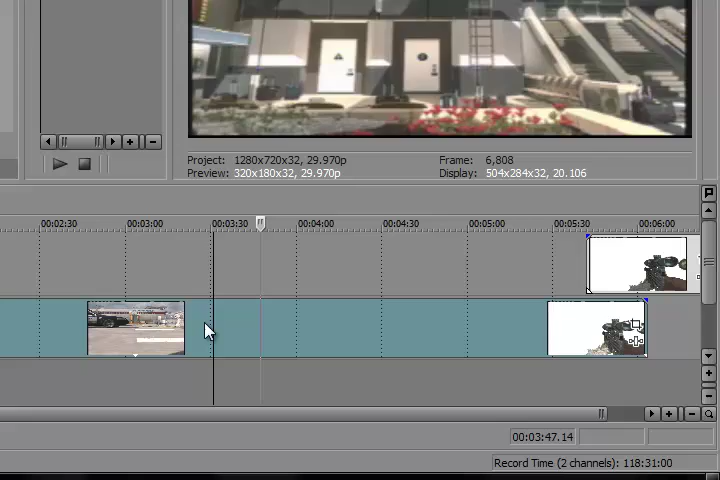 Project: 1280x720x32, 29.970p Frame: 6,808
Preview: 320x180x32, 29.970p Display: 504x284x32, 20.106
00:02:30 00:03:00 00:03:30 00:04:00 00:04:30 00:05:00 00:05:30 00:06:00
00:03:47.14
Record Time (2 channels): 118:31:00